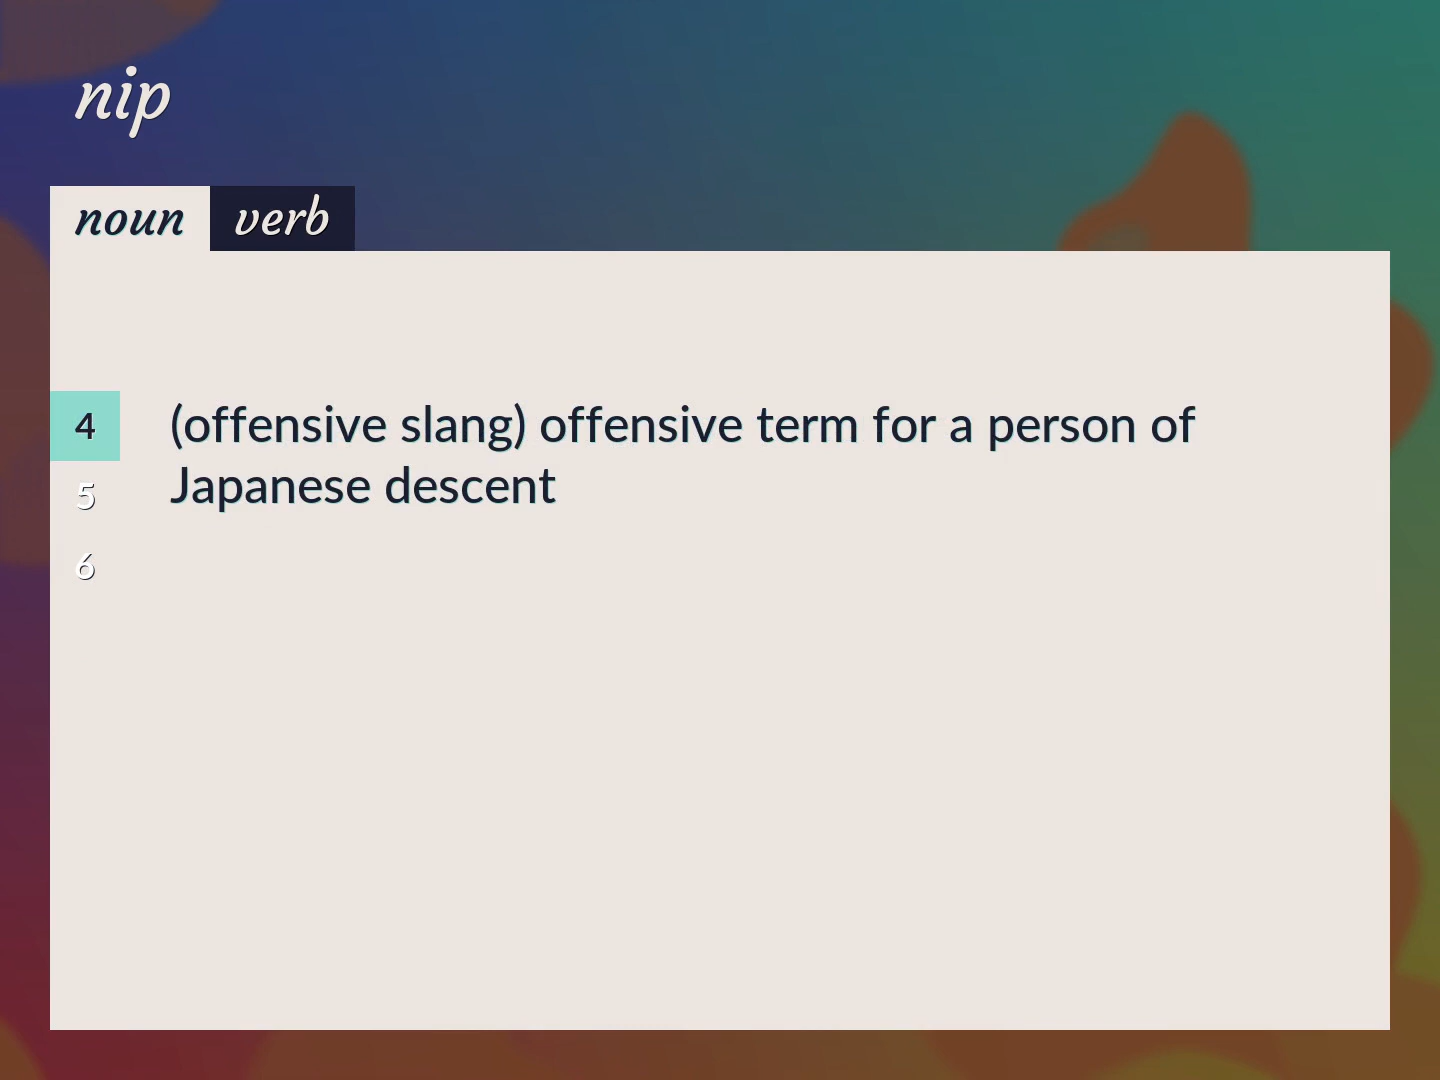 nip
noun verb
4 (offensive slang) offensive term for a person of
5 Japanese descent
6